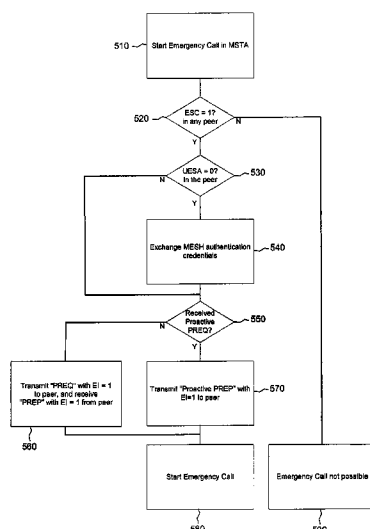 510
Start Emergency Call in MSTA
520
ESC = 1?
in any peer
N
Y
UESA = 0?
In the peer
530
N
Y
Exchange MESH authentication
credentials
540
Received
Proactive
PREQ?
550
N
Y
Transmit "PREQ" with EI = 1
to peer, and receive
"PREP" with EI = 1 from peer
560
Transmit "Proactive PREP" with
EI=1 to peer
570
Start Emergency Call
580
Emergency Call not possible